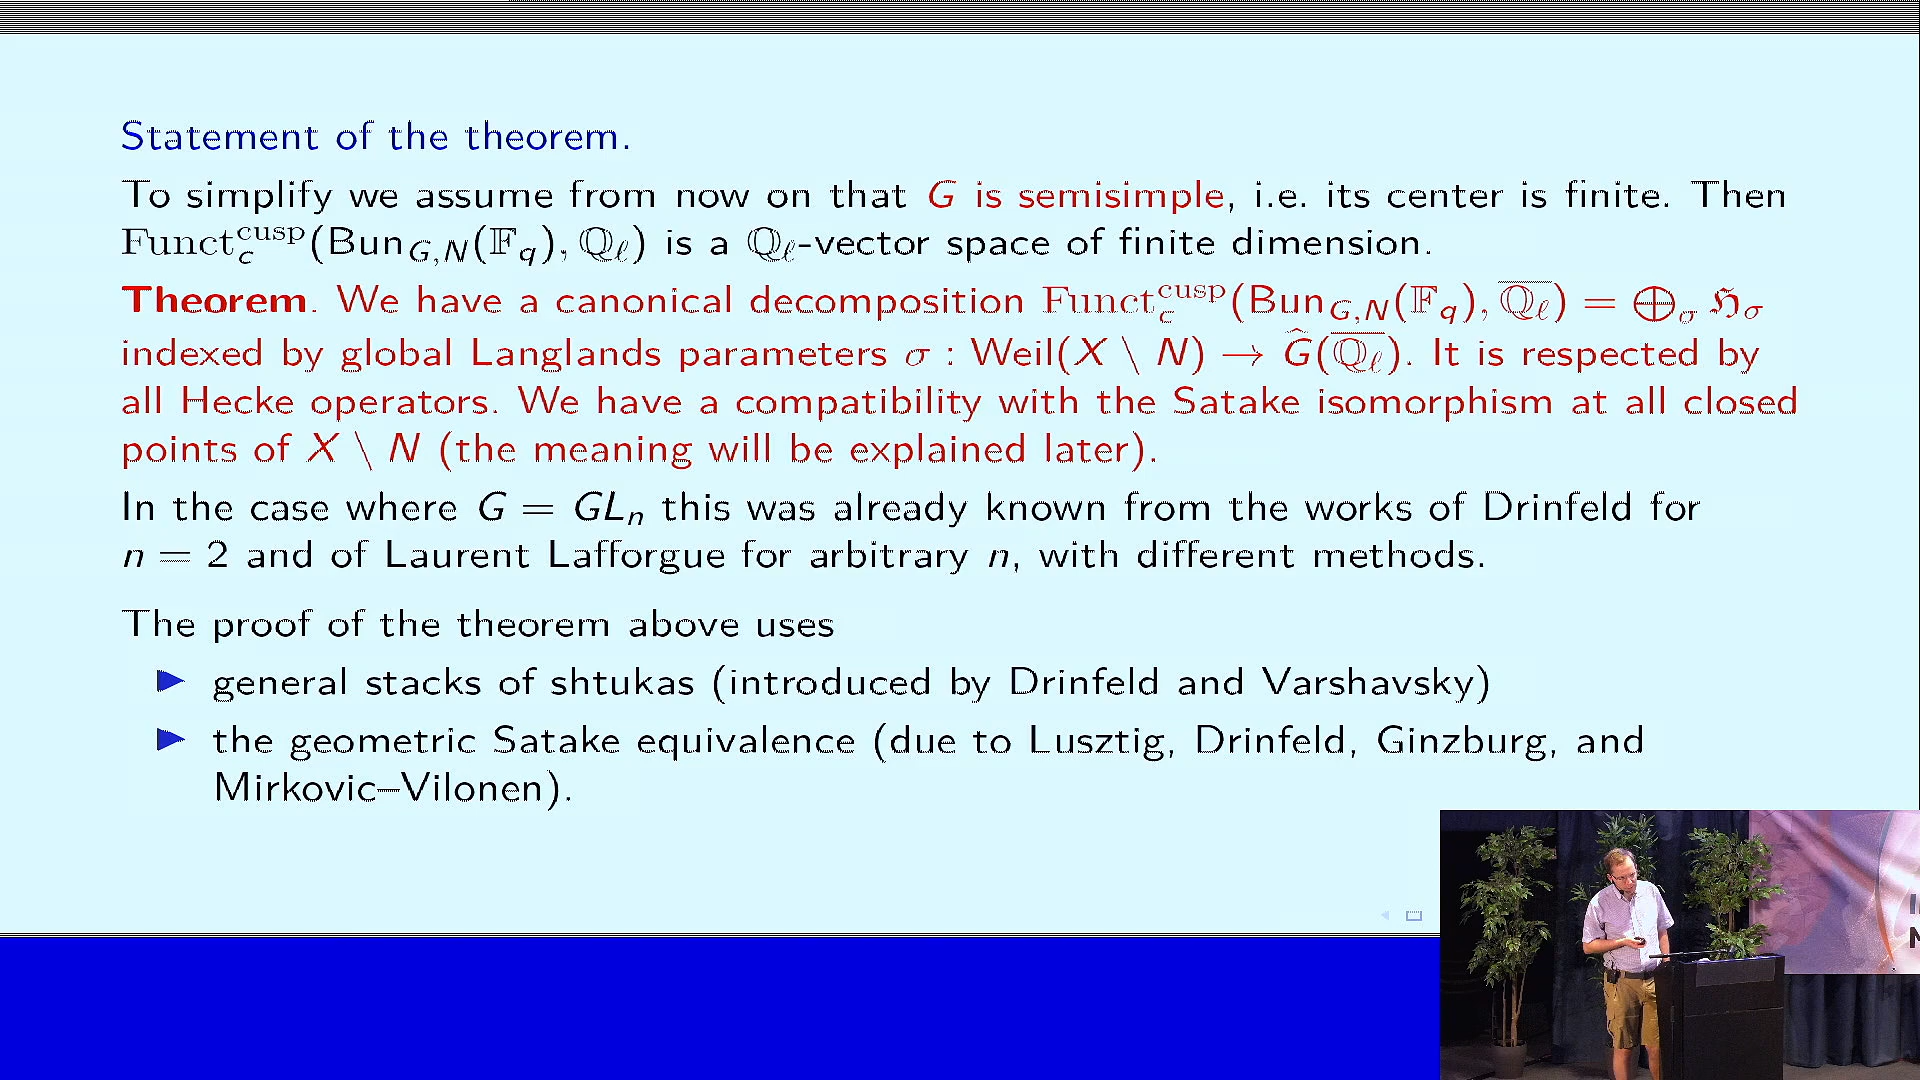 Statement of the theorem.
To simplify we assume from now on that G is semisimple, i.e. its center is finite. Then
Funct_c^{cusp}(Bun_{G,N}(𝔽_q), ℚ_ℓ) is a ℚ_ℓ-vector space of finite dimension.
Theorem. We have a canonical decomposition Funct_c^{cusp}(Bun_{G,N}(𝔽_q), \overline{ℚ_ℓ}) = ⨁_σ ℌ_σ
indexed by global Langlands parameters σ : Weil(X \ N) → Ĝ(\overline{ℚ_ℓ}). It is respected by
all Hecke operators. We have a compatibility with the Satake isomorphism at all closed
points of X \ N (the meaning will be explained later).
In the case where G = GL_n this was already known from the works of Drinfeld for
n = 2 and of Laurent Lafforgue for arbitrary n, with different methods.
The proof of the theorem above uses
▶ general stacks of shtukas (introduced by Drinfeld and Varshavsky)
▶ the geometric Satake equivalence (due to Lusztig, Drinfeld, Ginzburg, and
Mirkovic–Vilonen).